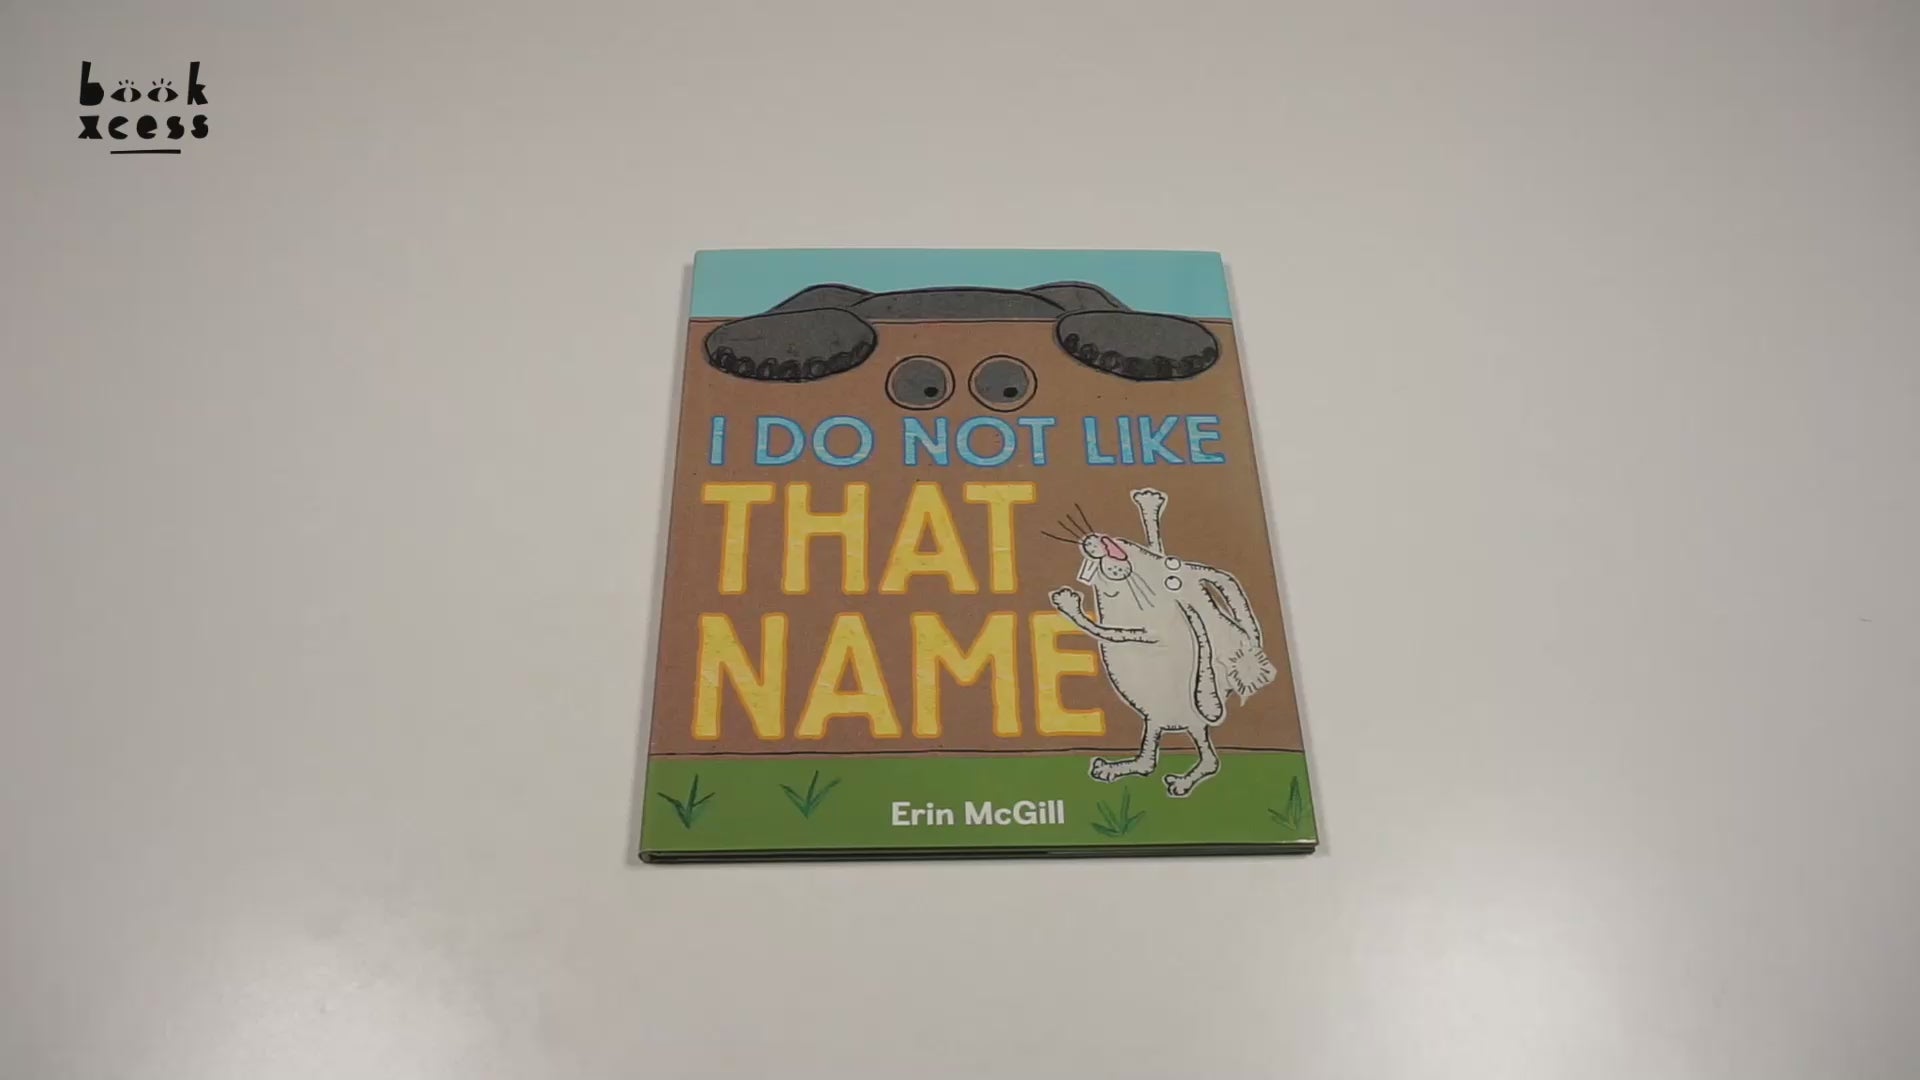 book
xcess
I DO NOT LIKE
THAT
NAME
Erin McGill